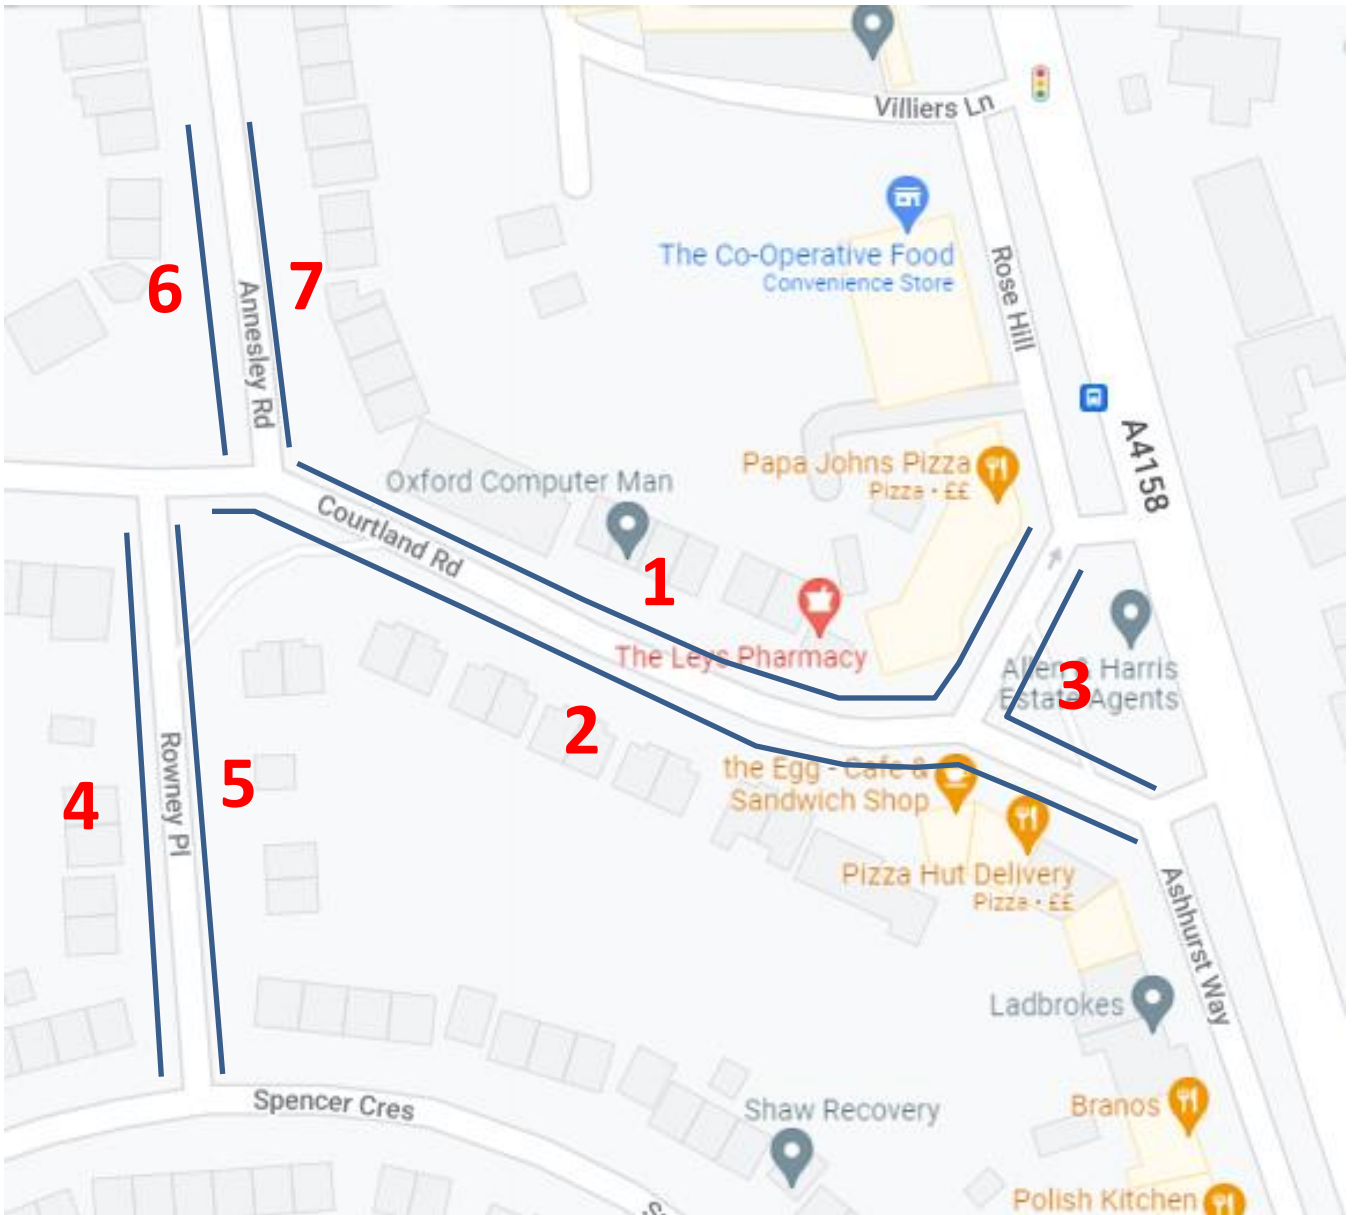 Villiers Ln
The Co-Operative Food
Convenience Store
Rose Hill
6
7
Annesley Rd
A4158
Papa Johns Pizza
Pizza • ££
Oxford Computer Man
Courtland Rd
1
The Leys Pharmacy
Allen & Harris
Estate Agents
3
2
Rowney Pl
4
5
the Egg - Cafe &
Sandwich Shop
Pizza Hut Delivery
Pizza • ££
Ashhurst Way
Ladbrokes
Spencer Cres
Shaw Recovery
Branos
Polish Kitchen